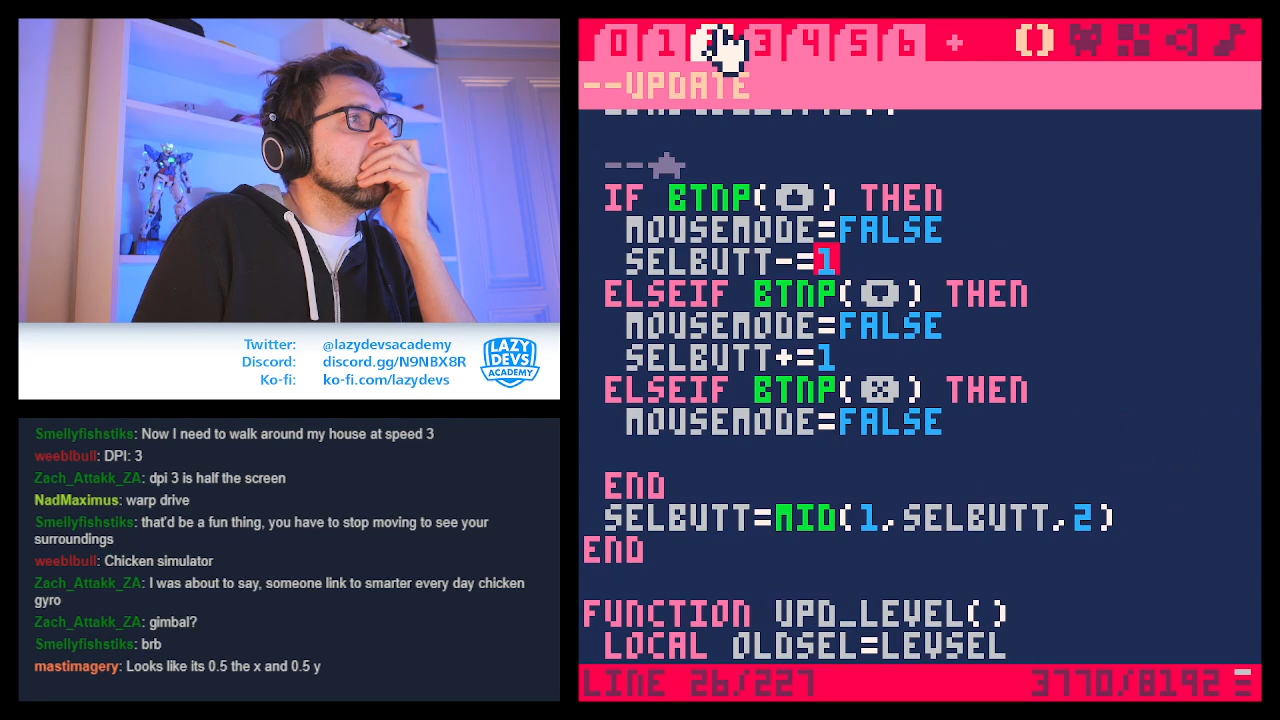 Twitter: @lazydevsacademy
Discord: discord.gg/N9NBX8R
Ko-fi: ko-fi.com/lazydevs
LAZY
DEVS
ACADEMY
Smellyfishstiks: Now I need to walk around my house at speed 3
weeblbull: DPI: 3
Zach_Attakk_ZA: dpi 3 is half the screen
NadMaximus: warp drive
Smellyfishstiks: that'd be a fun thing, you have to stop moving to see your
surroundings
weeblbull: Chicken simulator
Zach_Attakk_ZA: I was about to say, someone link to smarter every day chicken
gyro
Zach_Attakk_ZA: gimbal?
Smellyfishstiks: brb
mastimagery: Looks like its 0.5 the x and 0.5 y
0 1 3 4 5 6 + ()
--UPDATE
--
IF BTNP(⬆️) THEN
MOUSEMODE=FALSE
SELBUTT-=1
ELSEIF BTNP(⬇️) THEN
MOUSEMODE=FALSE
SELBUTT+=1
ELSEIF BTNP(❎) THEN
MOUSEMODE=FALSE
END
SELBUTT=MID(1,SELBUTT,2)
END
FUNCTION UPD_LEVEL()
LOCAL OLDSEL=LEVSEL
LINE 26/227 3770/8192